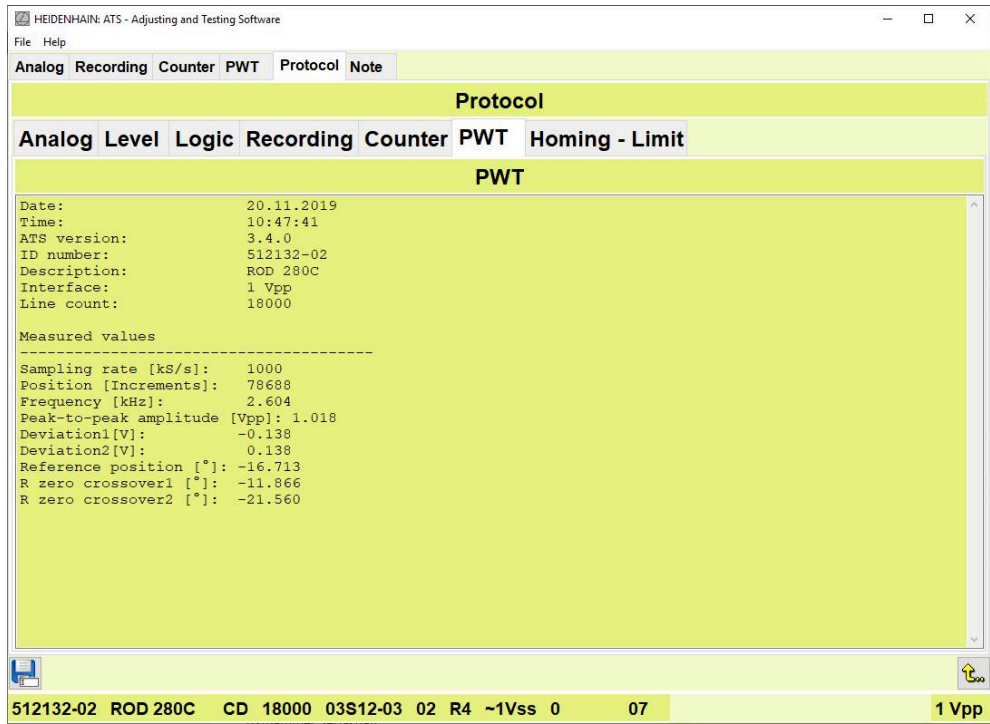 HEIDENHAIN: ATS - Adjusting and Testing Software
File Help
Analog Recording Counter PWT Protocol Note
Protocol
Analog Level Logic Recording Counter PWT Homing - Limit
PWT
Date: 20.11.2019
Time: 10:47:41
ATS version: 3.4.0
ID number: 512132-02
Description: ROD 280C
Interface: 1 Vpp
Line count: 18000
Measured values
----------------------------------------
Sampling rate [kS/s]: 1000
Position [Increments]: 78688
Frequency [kHz]: 2.604
Peak-to-peak amplitude [Vpp]: 1.018
Deviation1[V]: -0.138
Deviation2[V]: 0.138
Reference position [°]: -16.713
R zero crossover1 [°]: -11.866
R zero crossover2 [°]: -21.560
512132-02 ROD 280C CD 18000 03S12-03 02 R4 ~1Vss 0 07 1 Vpp